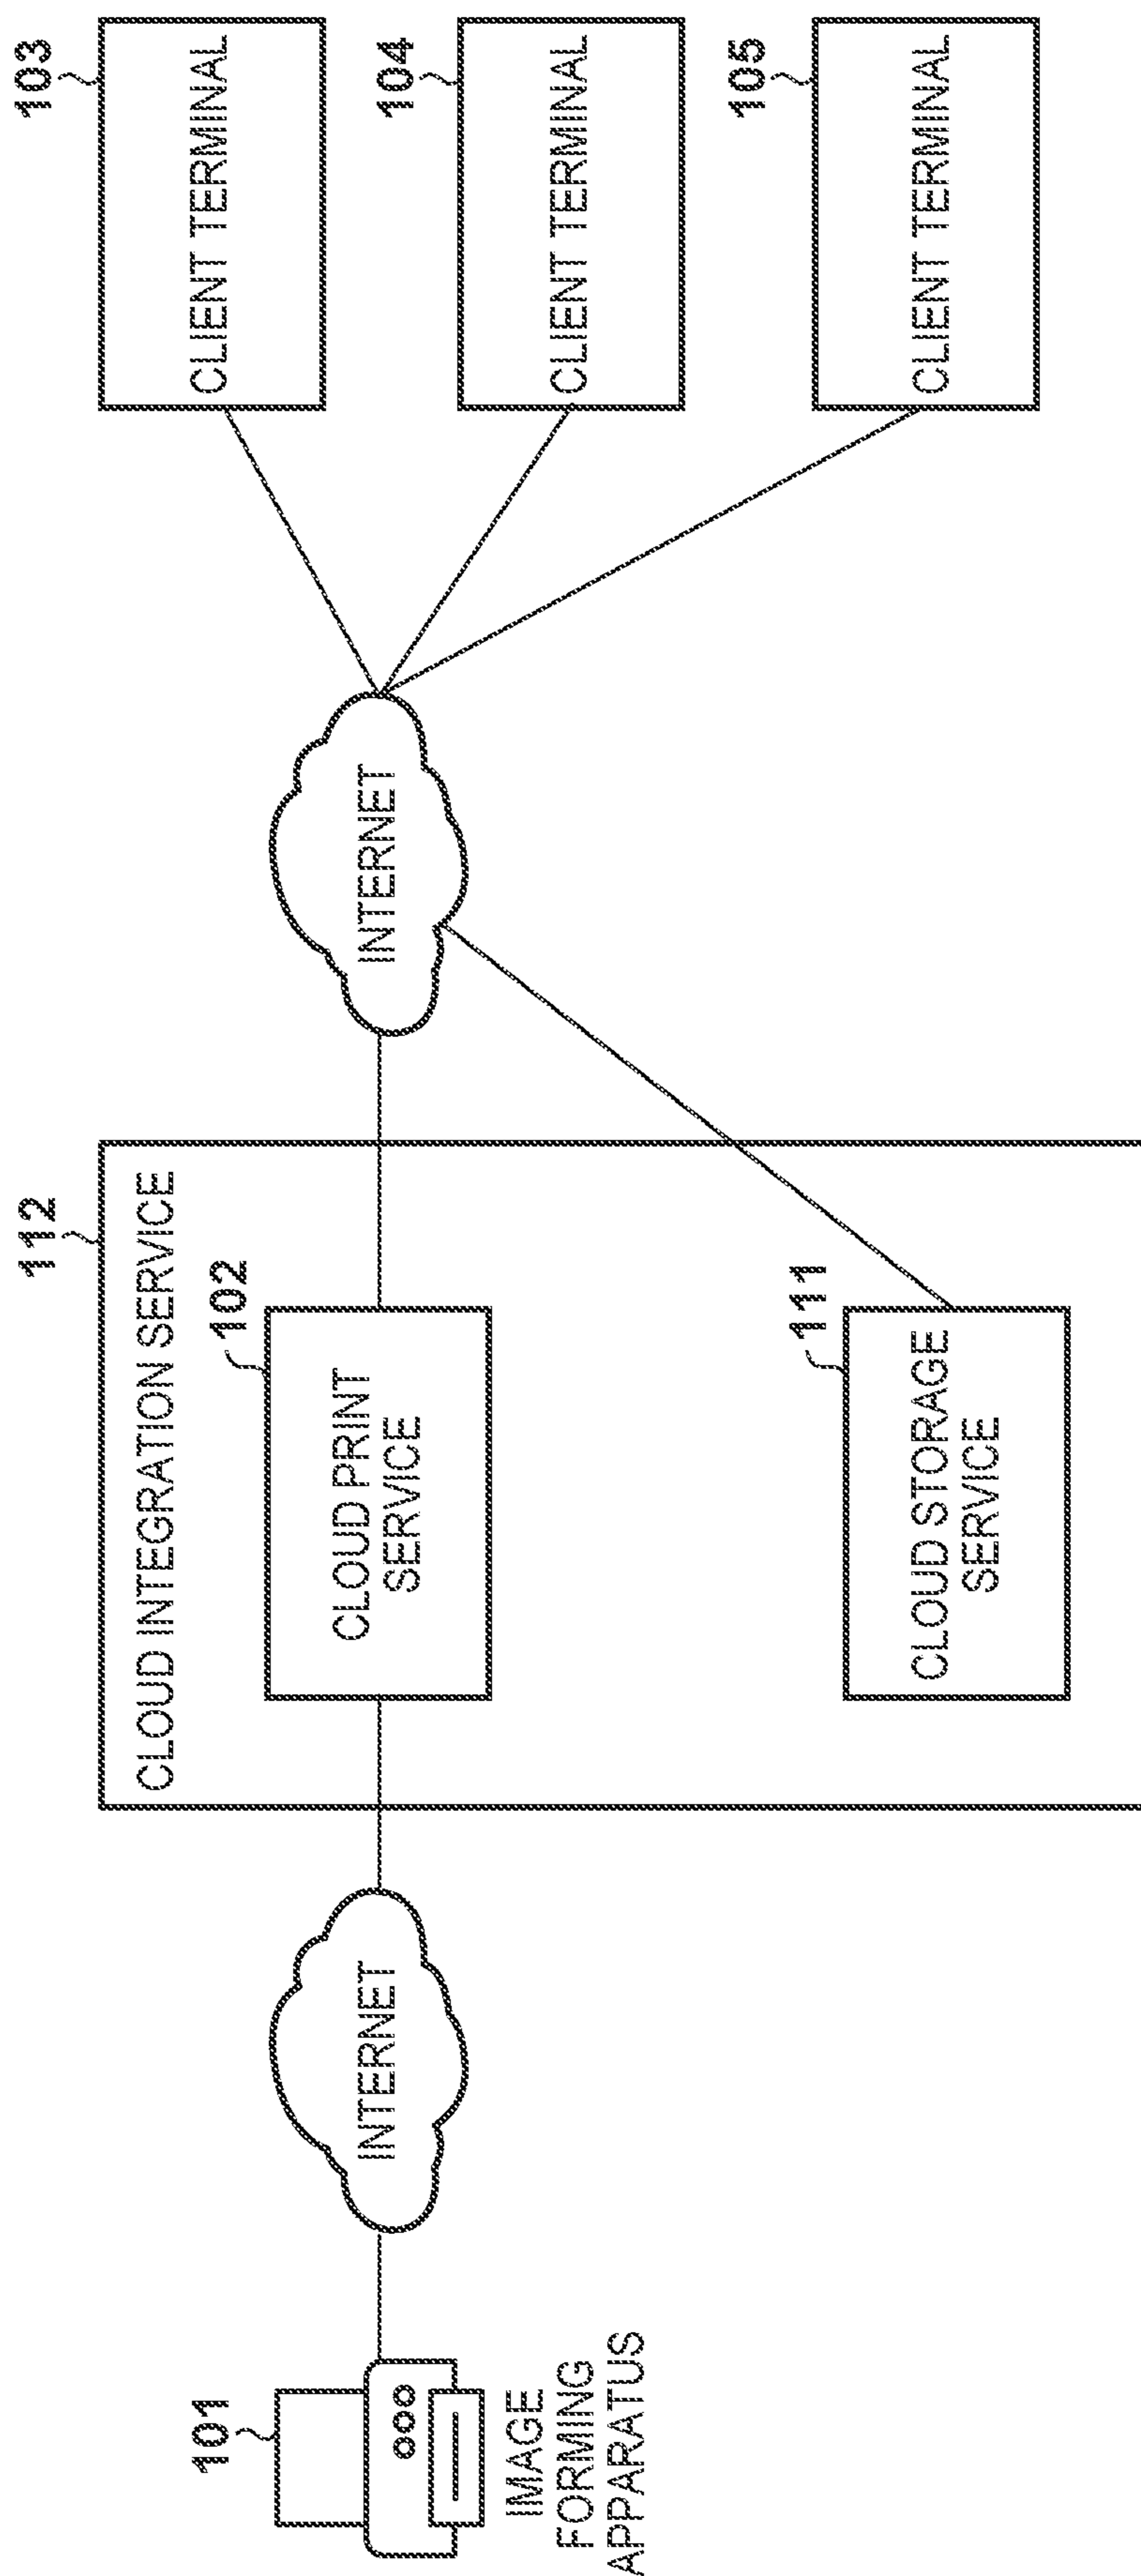 101
IMAGE
FORMING
APPARATUS
INTERNET
112
CLOUD INTEGRATION SERVICE
102
CLOUD PRINT
SERVICE
111
CLOUD STORAGE
SERVICE
INTERNET
103
CLIENT TERMINAL
104
CLIENT TERMINAL
105
CLIENT TERMINAL